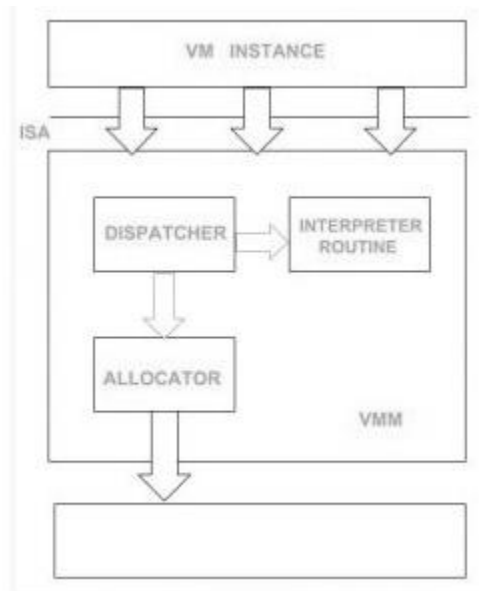 VM INSTANCE
ISA
DISPATCHER
INTERPRETER
ROUTINE
ALLOCATOR
VMM